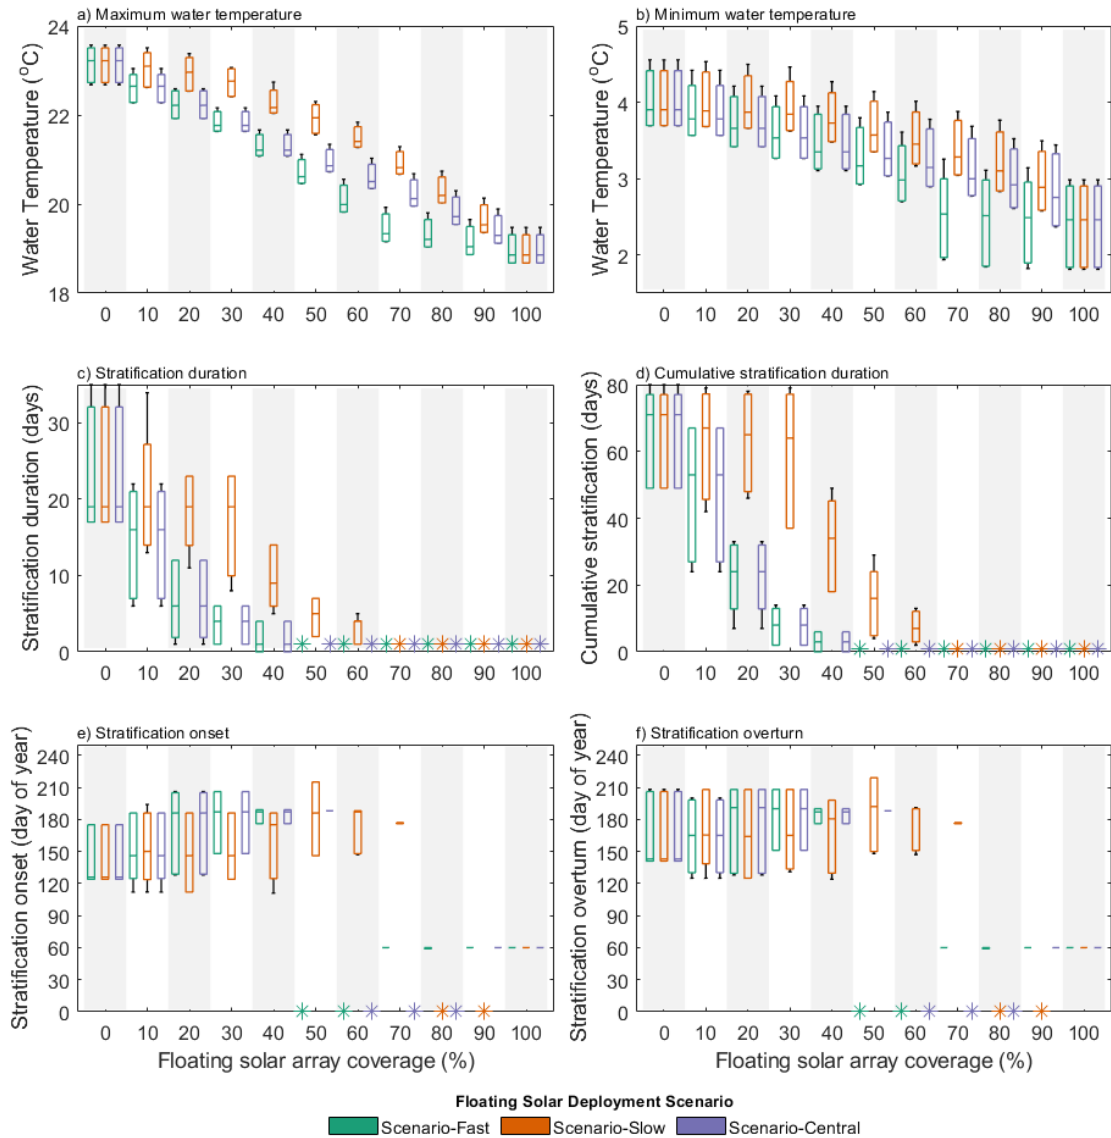 a) Maximum water temperature
Water Temperature (°C)
24
22
20
18
0 10 20 30 40 50 60 70 80 90 100
b) Minimum water temperature
Water Temperature (°C)
5
4
3
2
0 10 20 30 40 50 60 70 80 90 100
c) Stratification duration
Stratification duration (days)
30
20
10
0
0 10 20 30 40 50 60 70 80 90 100
d) Cumulative stratification duration
Cumulative stratification (days)
80
60
40
20
0
0 10 20 30 40 50 60 70 80 90 100
e) Stratification onset
Stratification onset (day of year)
240
210
180
150
120
90
60
30
0
0 10 20 30 40 50 60 70 80 90 100
Floating solar array coverage (%)
f) Stratification overturn
Stratification overturn (day of year)
240
210
180
150
120
90
60
30
0
0 10 20 30 40 50 60 70 80 90 100
Floating solar array coverage (%)
Floating Solar Deployment Scenario
Scenario-Fast Scenario-Slow Scenario-Central